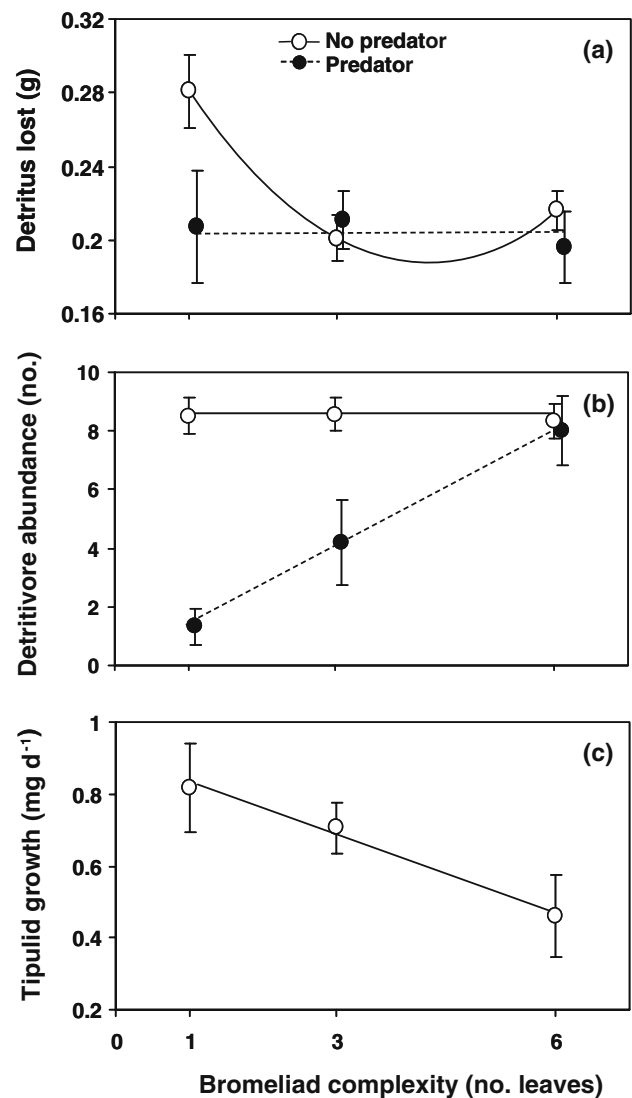 0.32
No predator
Predator
(a)
0.28
0.24
0.2
0.16
Detritus lost (g)
10
(b)
8
6
4
2
0
Detritivore abundance (no.)
1
(c)
0.8
0.6
0.4
0.2
Tipulid growth (mg d⁻¹)
0 1 3 6
Bromeliad complexity (no. leaves)